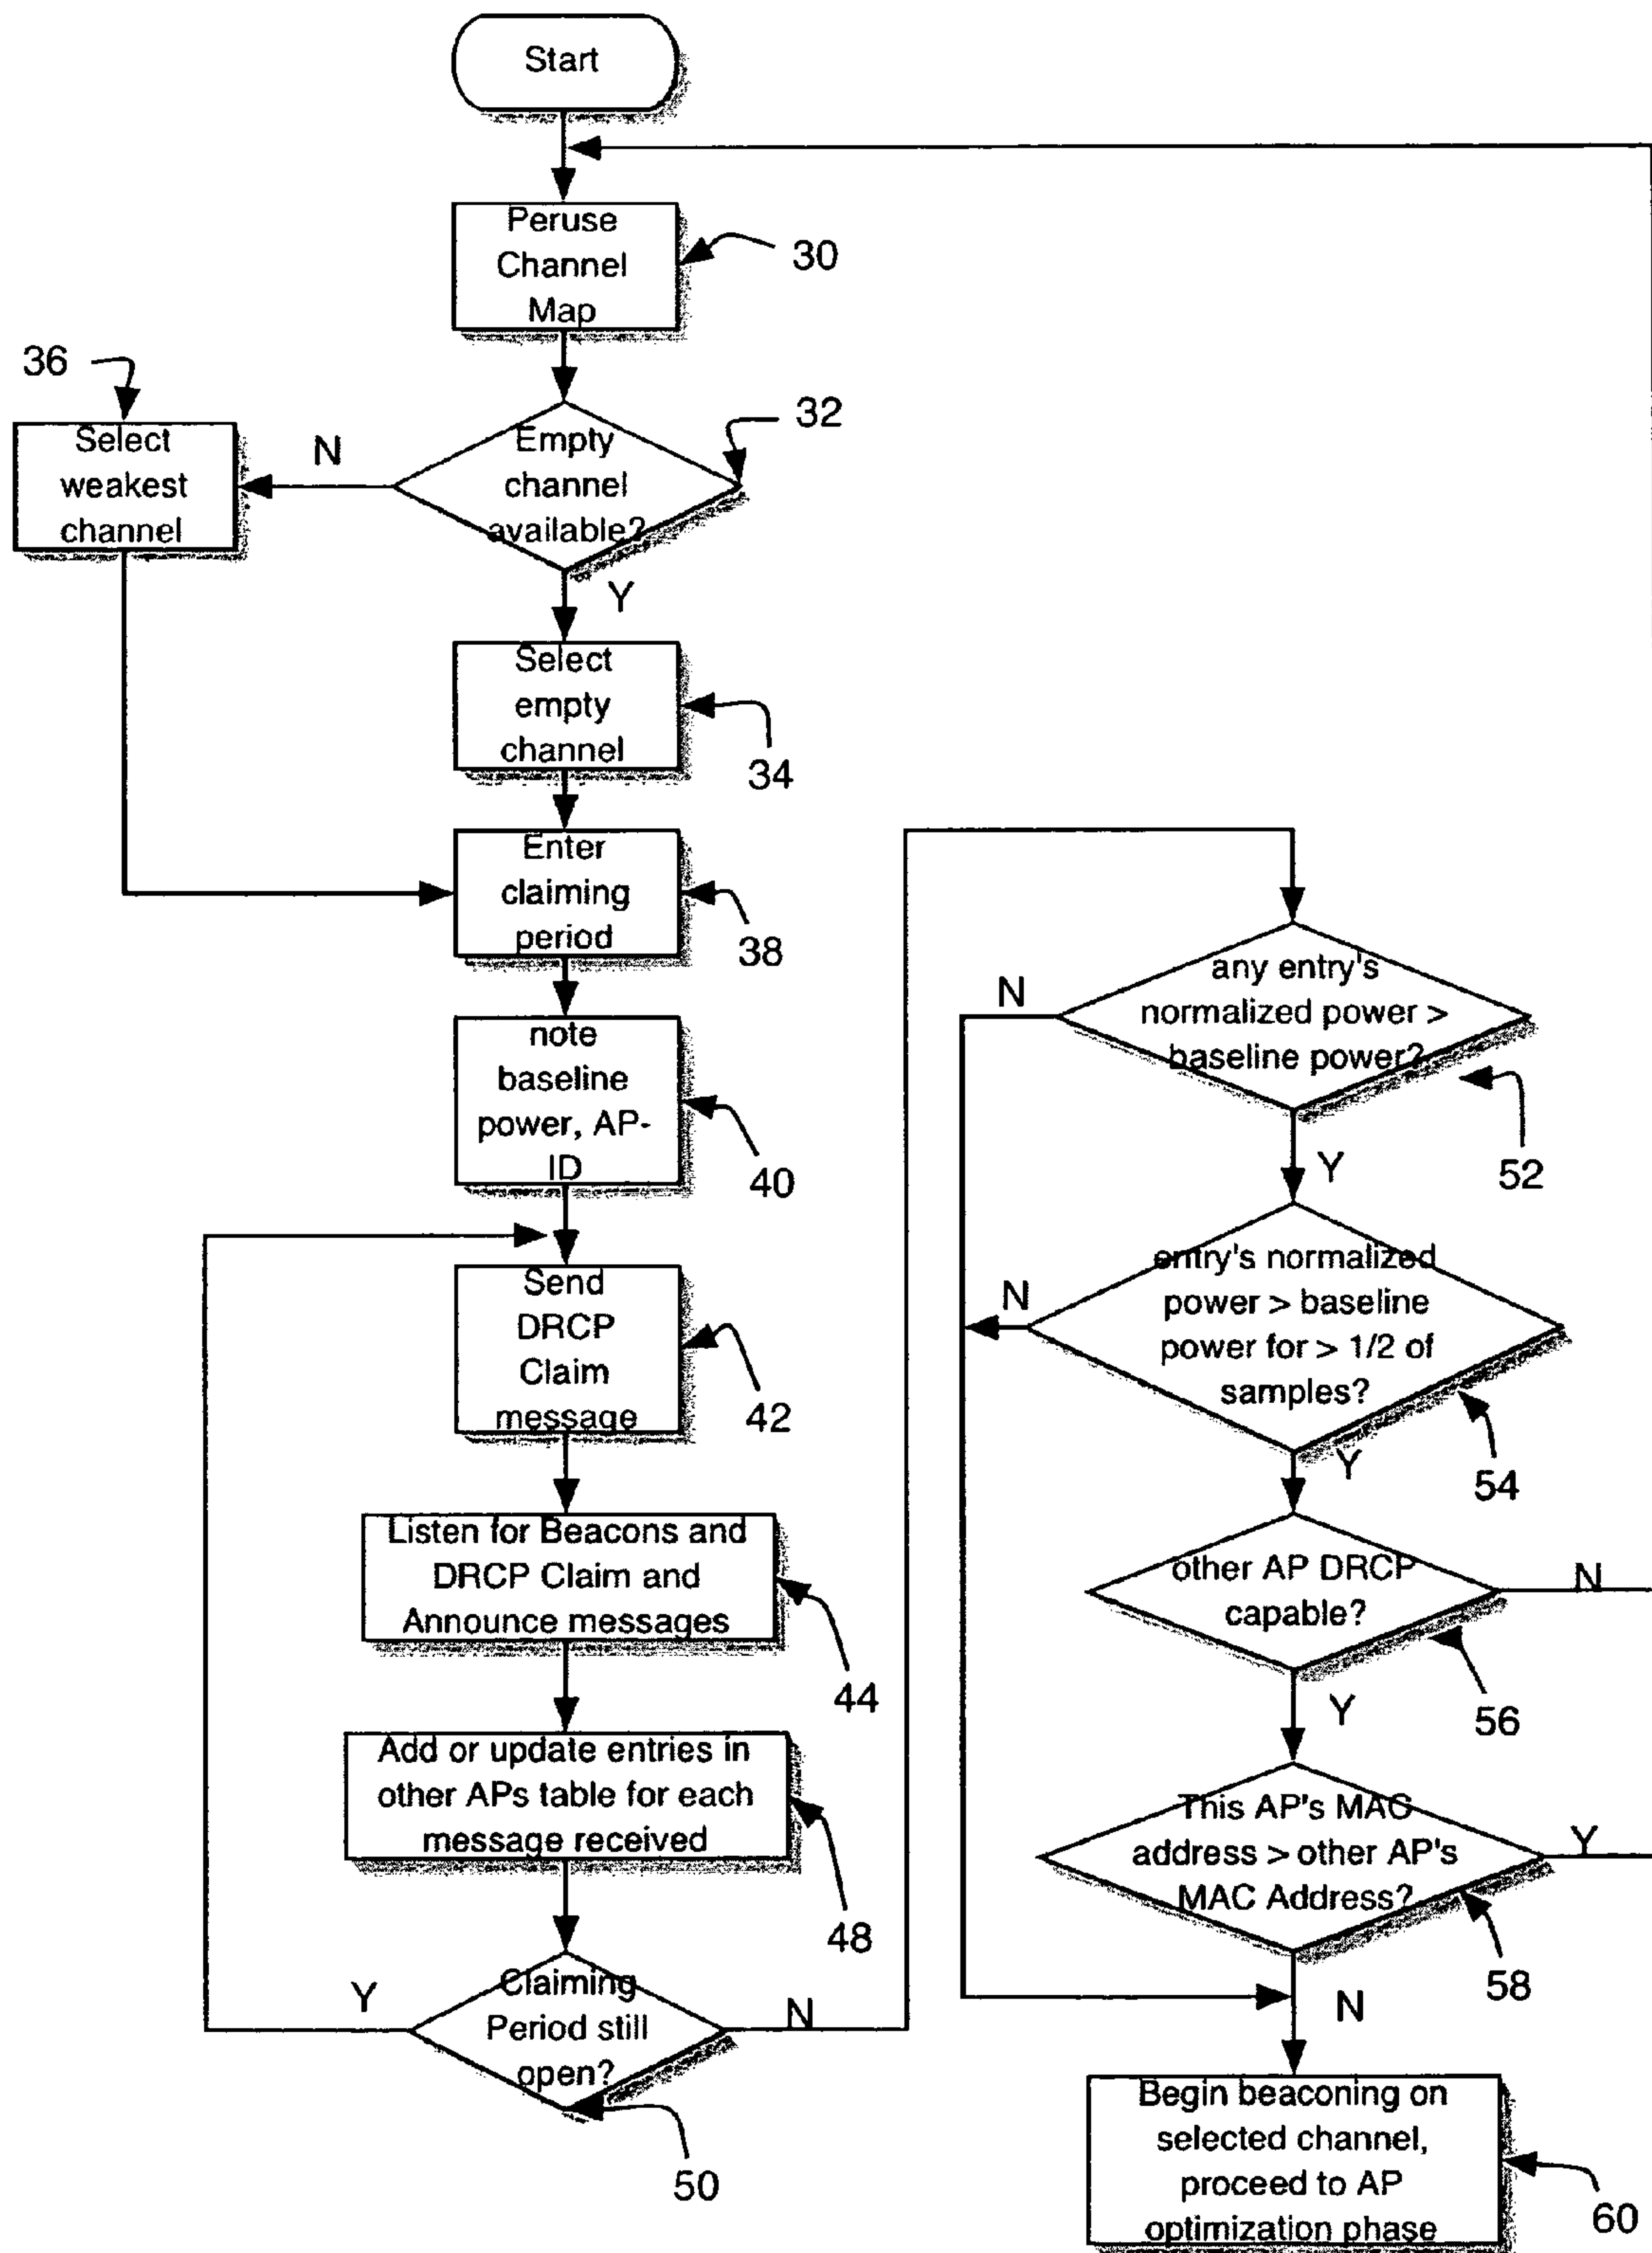 Start
Peruse
Channel
Map
30
36
32
Select
weakest
channel
N
Empty
channel
available?
Y
Select
empty
channel
34
Enter
claiming
period
38
note
baseline
power, AP-
ID
40
Send
DRCP
Claim
message
42
Listen for Beacons and
DRCP Claim and
Announce messages
44
Add or update entries in
other APs table for each
message received
48
Y
Claiming
Period still
open?
N
50
any entry's
normalized power >
baseline power?
N
52
Y
entry's normalized
power > baseline
power for > 1/2 of
samples?
N
54
Y
other AP DRCP
capable?
N
56
Y
This AP's MAC
address > other AP's
MAC Address?
Y
58
N
Begin beaconing on
selected channel,
proceed to AP
optimization phase
60